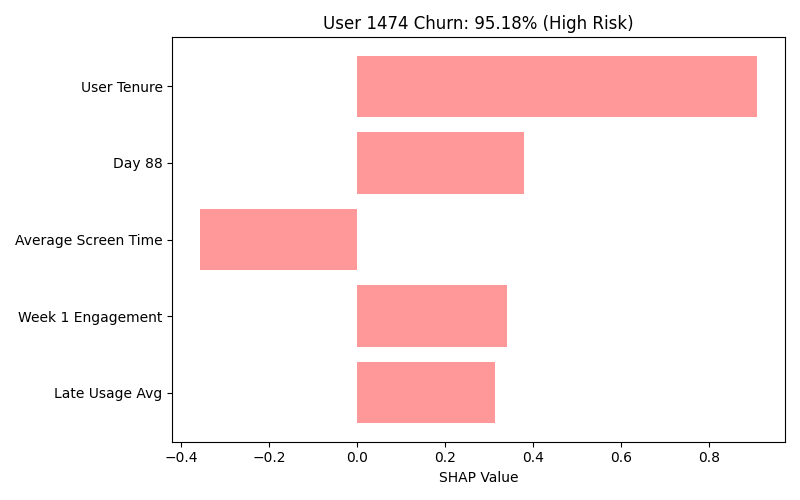 User 1474 Churn: 95.18% (High Risk)
User Tenure
Day 88
Average Screen Time
Week 1 Engagement
Late Usage Avg
−0.4 −0.2 0.0 0.2 0.4 0.6 0.8
SHAP Value